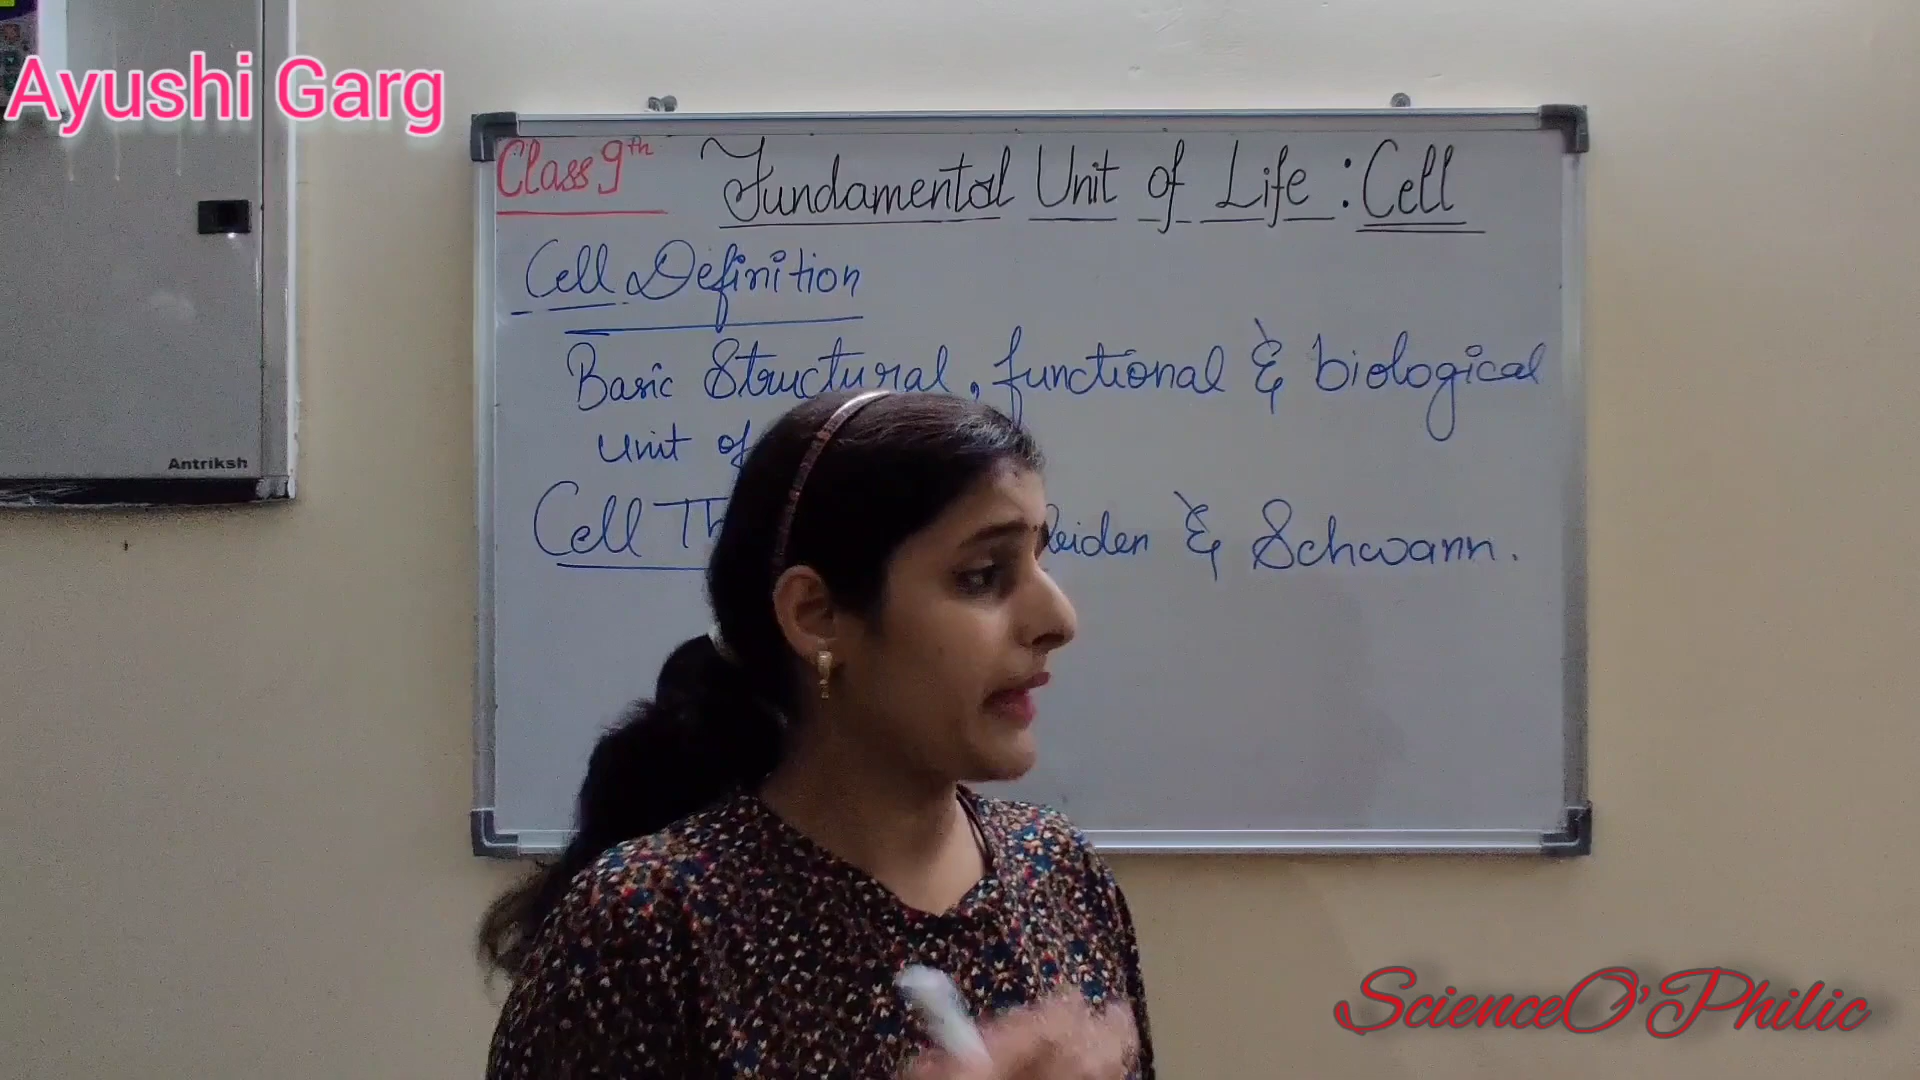 Ayushi Garg
Class 9th Fundamental Unit of Life : Cell
Cell Definition
Basic Structural, functional & biological
unit of
Cell & Schwann.
Antriksh
ScienceO'Philic